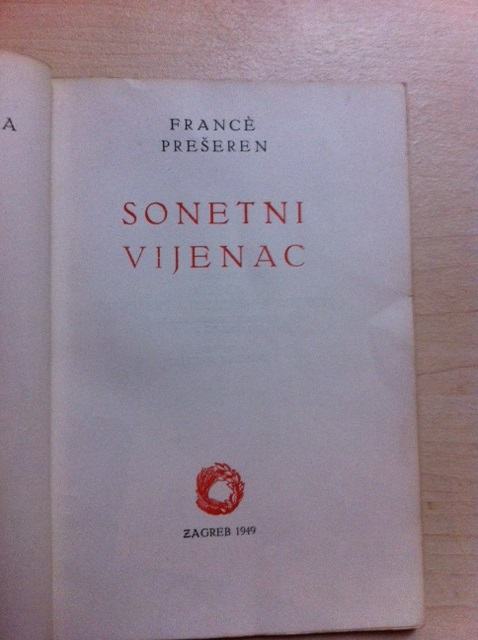 A
FRANCÈ
PREŠEREN
SONETNI
VIJENAC
ZAGREB 1949